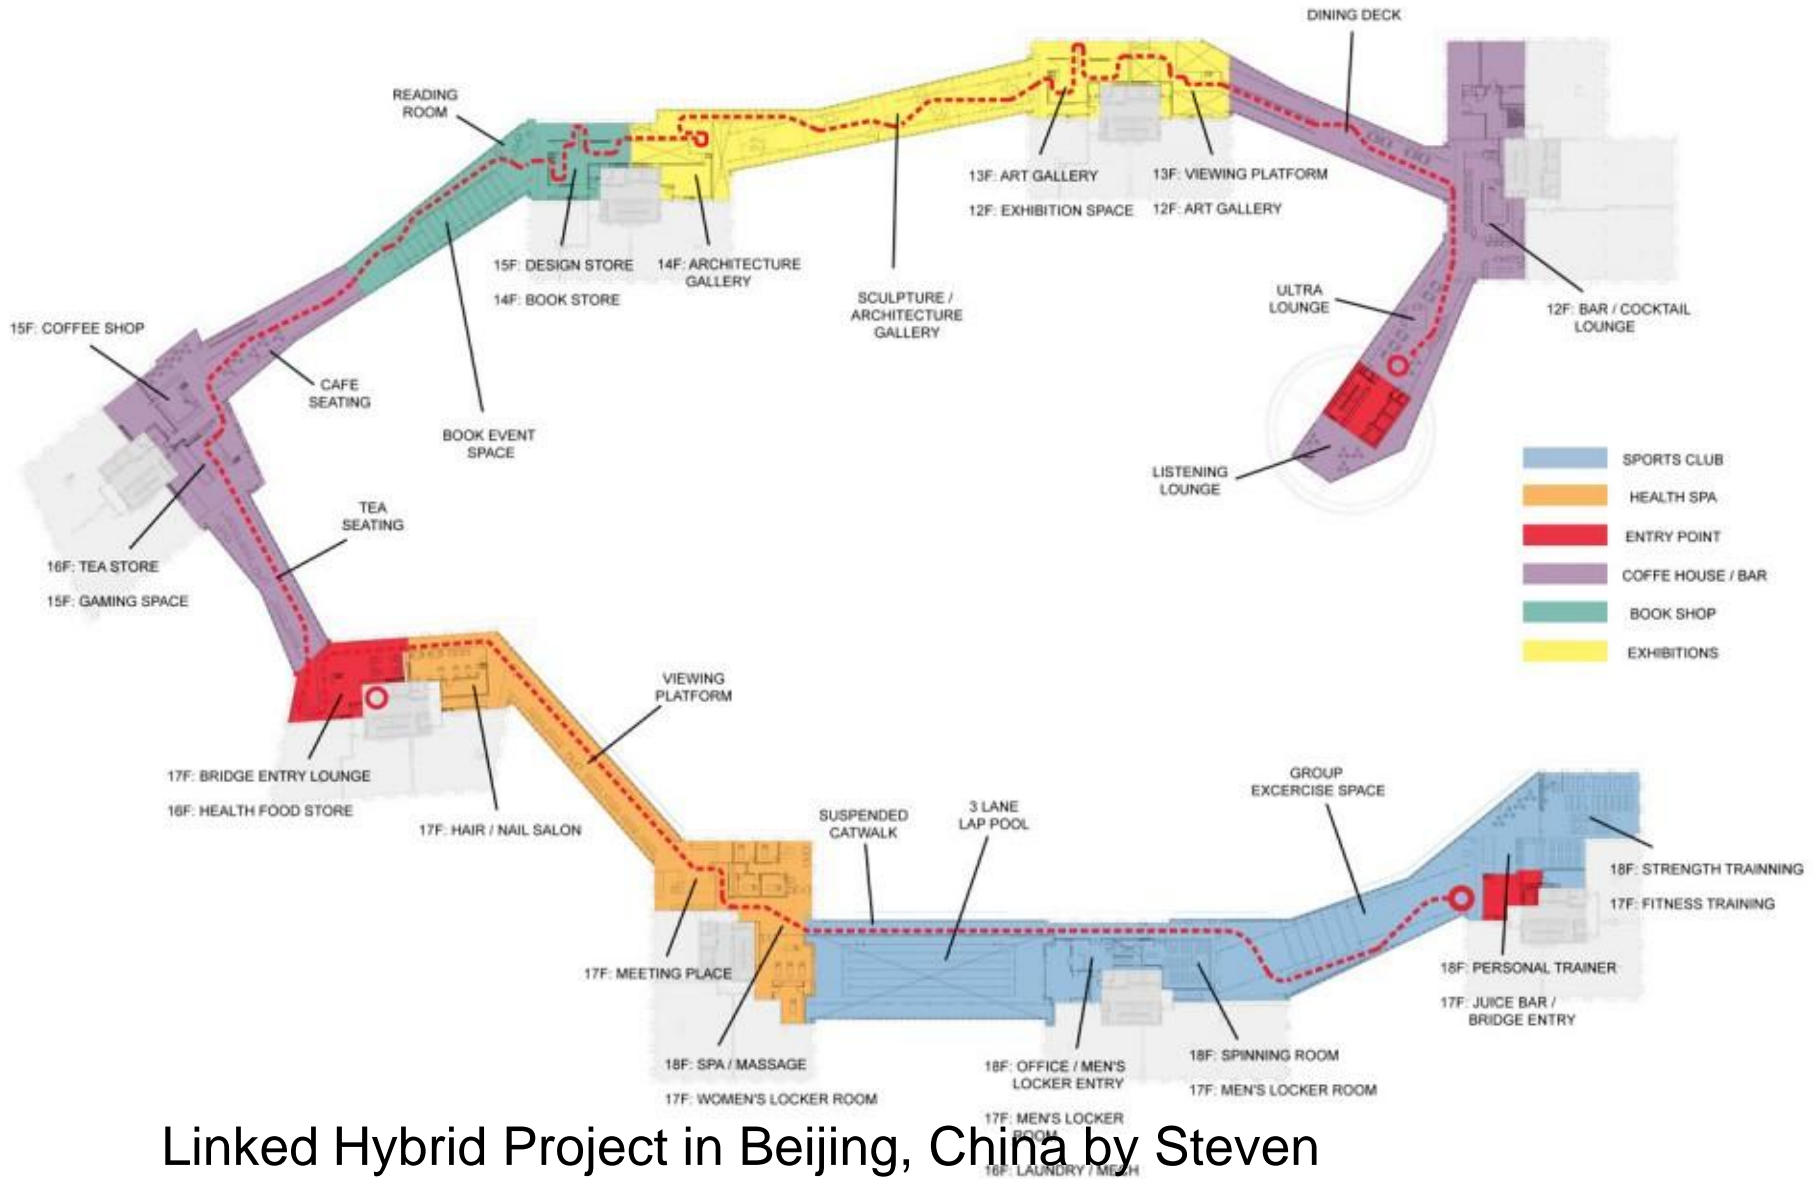 DINING DECK
READING
ROOM
13F: ART GALLERY
12F: EXHIBITION SPACE
13F: VIEWING PLATFORM
12F: ART GALLERY
15F: DESIGN STORE
14F: BOOK STORE
14F: ARCHITECTURE
GALLERY
SCULPTURE /
ARCHITECTURE
GALLERY
ULTRA
LOUNGE
12F: BAR / COCKTAIL
LOUNGE
15F: COFFEE SHOP
CAFE
SEATING
BOOK EVENT
SPACE
LISTENING
LOUNGE
SPORTS CLUB
HEALTH SPA
ENTRY POINT
COFFE HOUSE / BAR
BOOK SHOP
EXHIBITIONS
TEA
SEATING
16F: TEA STORE
15F: GAMING SPACE
VIEWING
PLATFORM
17F: BRIDGE ENTRY LOUNGE
16F: HEALTH FOOD STORE
17F: HAIR / NAIL SALON
SUSPENDED
CATWALK
3 LANE
LAP POOL
GROUP
EXCERCISE SPACE
18F: STRENGTH TRAINNING
17F: FITNESS TRAINING
17F: MEETING PLACE
18F: PERSONAL TRAINER
17F: JUICE BAR /
BRIDGE ENTRY
18F: SPA / MASSAGE
17F: WOMEN'S LOCKER ROOM
18F: OFFICE / MEN'S
LOCKER ENTRY
17F: MEN'S LOCKER
ROOM
16F: LAUNDRY / MECH
18F: SPINNING ROOM
17F: MEN'S LOCKER ROOM
Linked Hybrid Project in Beijing, China by Steven